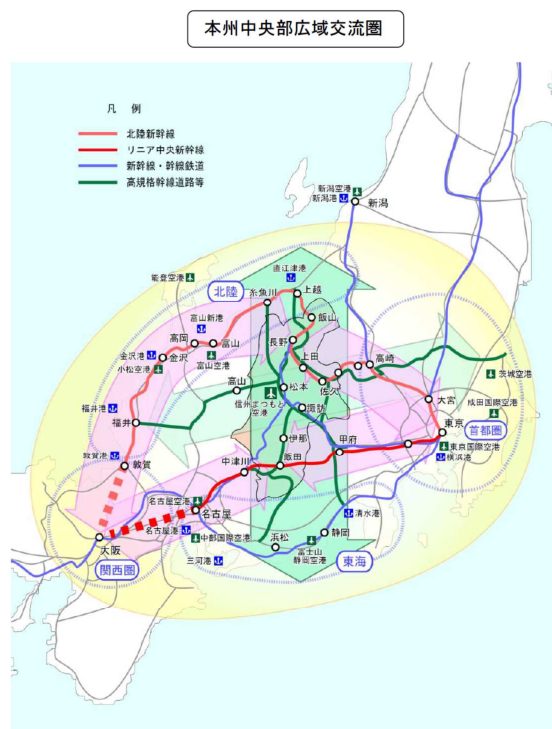 本州中央部広域交流圏
凡 例
北陸新幹線
リニア中央新幹線
新幹線・幹線鉄道
高規格幹線道路等
新潟空港
新潟港
新潟
能登空港
直江津港
北陸
糸魚川
上越
富山新港
飯山
高岡
富山
長野
金沢港
金沢
上田
高崎
小松空港
富山空港
佐久
茨城空港
高山
松本
信州まつもと
空港
諏訪
大宮
成田国際空港
福井港
福井
東京
首都圏
伊那
甲府
東京国際空港
横浜港
敦賀港
敦賀
中津川
飯田
名古屋空港
名古屋
清水港
名古屋港
中部国際空港
静岡
大阪
浜松
富士山
静岡空港
関西圏
三河港
東海